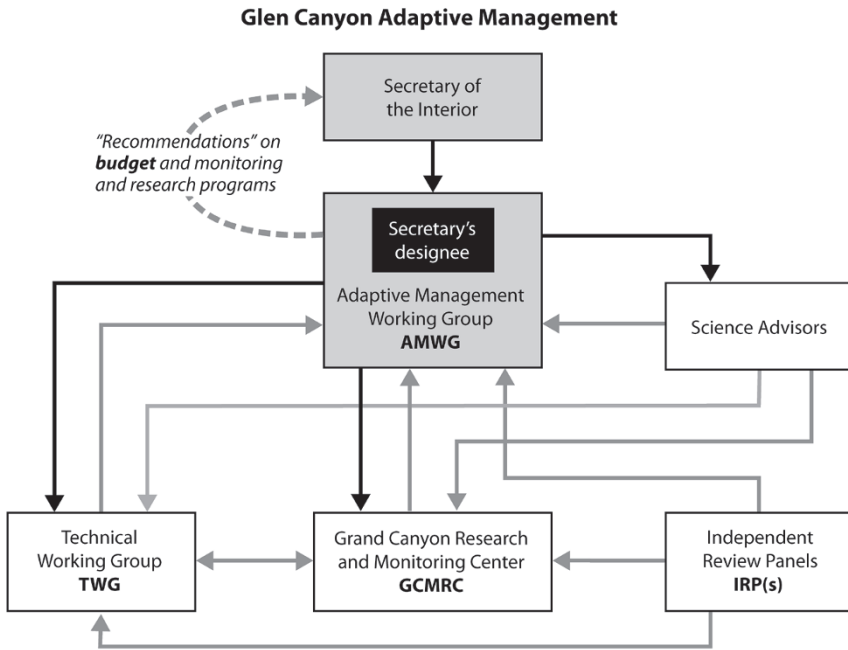 Glen Canyon Adaptive Management
Secretary of
the Interior
“Recommendations” on
budget and monitoring
and research programs
Secretary’s
designee
Adaptive Management
Working Group
AMWG
Science Advisors
Technical
Working Group
TWG
Grand Canyon Research
and Monitoring Center
GCMRC
Independent
Review Panels
IRP(s)